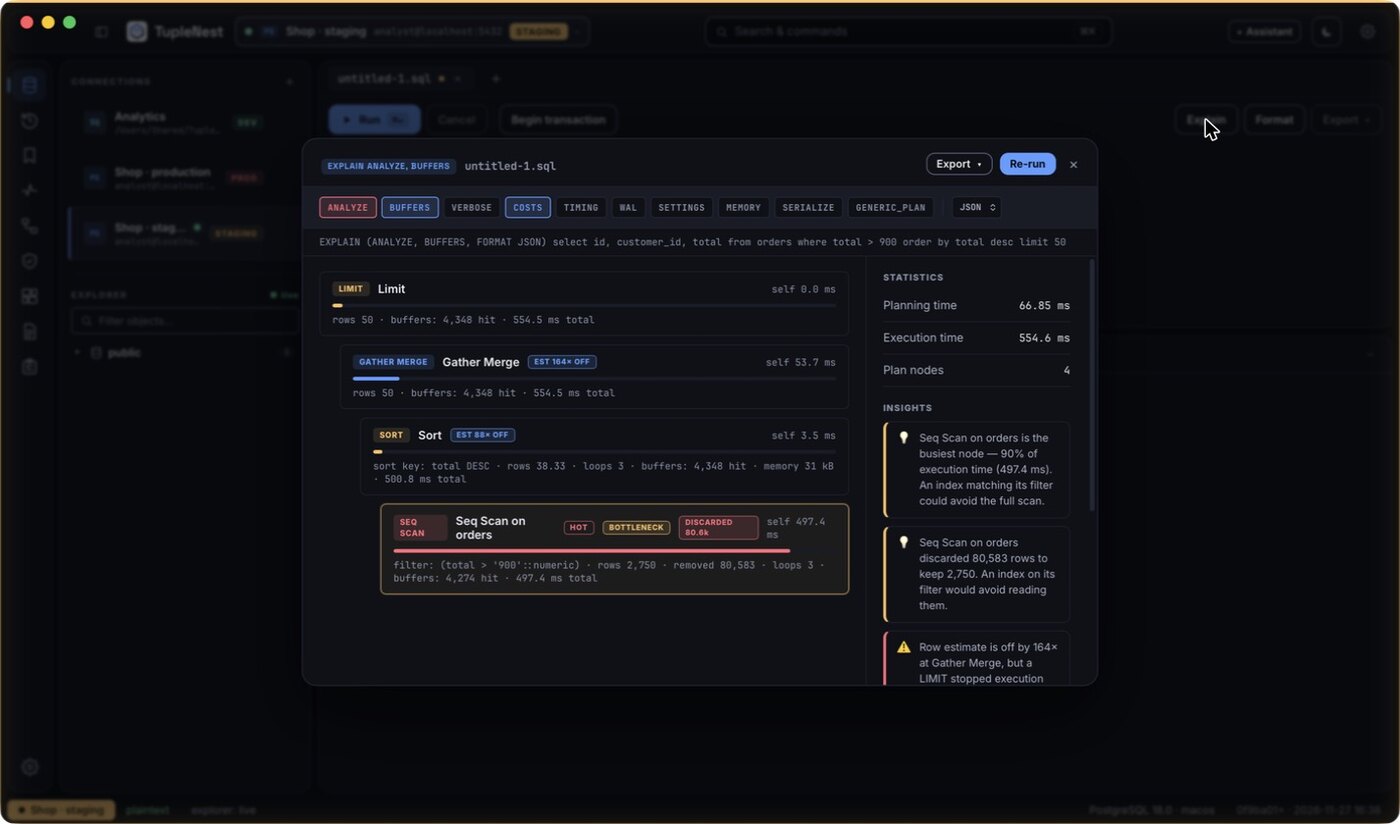 TupleNest
Shop · staging analyst@localhost:5432 STAGING
Search & commands
Assistant
CONNECTIONS
Analytics
DEV
Shop · production
PROD
Shop · stag...
STAGING
EXPLORER
Live
Filter objects...
public
untitled-1.sql
Run
Cancel
Begin transaction
Explain
Format
Export
EXPLAIN ANALYZE, BUFFERS untitled-1.sql
Export
Re-run
ANALYZE BUFFERS VERBOSE COSTS TIMING WAL SETTINGS MEMORY SERIALIZE GENERIC_PLAN JSON
EXPLAIN (ANALYZE, BUFFERS, FORMAT JSON) select id, customer_id, total from orders where total > 900 order by total desc limit 50
LIMIT Limit self 0.0 ms
rows 50 · buffers: 4,348 hit · 554.5 ms total
GATHER MERGE Gather Merge EST 164× OFF self 53.7 ms
rows 50 · buffers: 4,348 hit · 554.5 ms total
SORT Sort EST 88× OFF self 3.5 ms
sort key: total DESC · rows 38.33 · loops 3 · buffers: 4,348 hit · memory 31 kB
· 500.8 ms total
SEQ
SCAN
Seq Scan on
orders
HOT
BOTTLENECK
DISCARDED
80.6k
self 497.4
ms
filter: (total > '900'::numeric) · rows 2,750 · removed 80,583 · loops 3 ·
buffers: 4,274 hit · 497.4 ms total
STATISTICS
Planning time 66.85 ms
Execution time 554.6 ms
Plan nodes 4
INSIGHTS
Seq Scan on orders is the
busiest node — 90% of
execution time (497.4 ms).
An index matching its filter
could avoid the full scan.
Seq Scan on orders
discarded 80,583 rows to
keep 2,750. An index on its
filter would avoid reading
them.
Row estimate is off by 164×
at Gather Merge, but a
LIMIT stopped execution
Shop · staging
plaintext
explorer: live
PostgreSQL 18.0 · macos